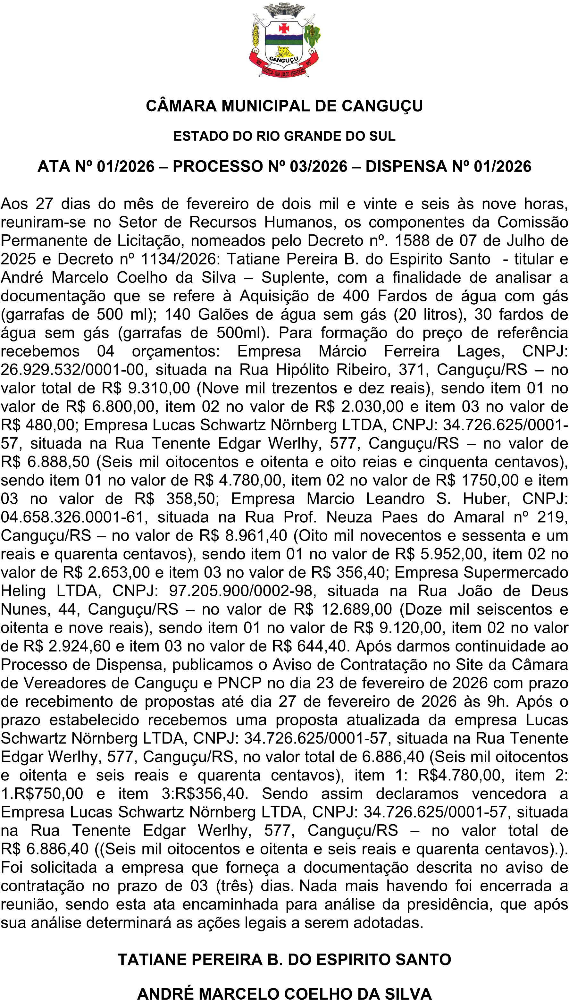 CANGUÇU
1812
1857
JUSTIÇA - IGUALDADE - PERFEIÇÃO
CÂMARA MUNICIPAL DE CANGUÇU
ESTADO DO RIO GRANDE DO SUL
ATA Nº 01/2026 – PROCESSO Nº 03/2026 – DISPENSA Nº 01/2026
Aos 27 dias do mês de fevereiro de dois mil e vinte e seis às nove horas,
reuniram-se no Setor de Recursos Humanos, os componentes da Comissão
Permanente de Licitação, nomeados pelo Decreto nº. 1588 de 07 de Julho de
2025 e Decreto nº 1134/2026: Tatiane Pereira B. do Espirito Santo  - titular e
André Marcelo Coelho da Silva – Suplente, com a finalidade de analisar a
documentação que se refere à Aquisição de 400 Fardos de água com gás
(garrafas de 500 ml); 140 Galões de água sem gás (20 litros), 30 fardos de
água sem gás (garrafas de 500ml). Para formação do preço de referência
recebemos 04 orçamentos: Empresa Márcio Ferreira Lages, CNPJ:
26.929.532/0001-00, situada na Rua Hipólito Ribeiro, 371, Canguçu/RS – no
valor total de R$ 9.310,00 (Nove mil trezentos e dez reais), sendo item 01 no
valor de R$ 6.800,00, item 02 no valor de R$ 2.030,00 e item 03 no valor de
R$ 480,00; Empresa Lucas Schwartz Nörnberg LTDA, CNPJ: 34.726.625/0001-
57, situada na Rua Tenente Edgar Werlhy, 577, Canguçu/RS – no valor de
R$ 6.888,50 (Seis mil oitocentos e oitenta e oito reias e cinquenta centavos),
sendo item 01 no valor de R$ 4.780,00, item 02 no valor de R$ 1750,00 e item
03 no valor de R$ 358,50; Empresa Marcio Leandro S. Huber, CNPJ:
04.658.326.0001-61, situada na Rua Prof. Neuza Paes do Amaral nº 219,
Canguçu/RS – no valor de R$ 8.961,40 (Oito mil novecentos e sessenta e um
reais e quarenta centavos), sendo item 01 no valor de R$ 5.952,00, item 02 no
valor de R$ 2.653,00 e item 03 no valor de R$ 356,40; Empresa Supermercado
Heling LTDA, CNPJ: 97.205.900/0002-98, situada na Rua João de Deus
Nunes, 44, Canguçu/RS – no valor de R$ 12.689,00 (Doze mil seiscentos e
oitenta e nove reais), sendo item 01 no valor de R$ 9.120,00, item 02 no valor
de R$ 2.924,60 e item 03 no valor de R$ 644,40. Após darmos continuidade ao
Processo de Dispensa, publicamos o Aviso de Contratação no Site da Câmara
de Vereadores de Canguçu e PNCP no dia 23 de fevereiro de 2026 com prazo
de recebimento de propostas até dia 27 de fevereiro de 2026 às 9h. Após o
prazo estabelecido recebemos uma proposta atualizada da empresa Lucas
Schwartz Nörnberg LTDA, CNPJ: 34.726.625/0001-57, situada na Rua Tenente
Edgar Werlhy, 577, Canguçu/RS, no valor total de 6.886,40 (Seis mil oitocentos
e oitenta e seis reais e quarenta centavos), item 1: R$4.780,00, item 2:
1.R$750,00 e item 3:R$356,40. Sendo assim declaramos vencedora a
Empresa Lucas Schwartz Nörnberg LTDA, CNPJ: 34.726.625/0001-57, situada
na Rua Tenente Edgar Werlhy, 577, Canguçu/RS – no valor total de
R$ 6.886,40 ((Seis mil oitocentos e oitenta e seis reais e quarenta centavos).).
Foi solicitada a empresa que forneça a documentação descrita no aviso de
contratação no prazo de 03 (três) dias. Nada mais havendo foi encerrada a
reunião, sendo esta ata encaminhada para análise da presidência, que após
sua análise determinará as ações legais a serem adotadas.
TATIANE PEREIRA B. DO ESPIRITO SANTO
ANDRÉ MARCELO COELHO DA SILVA